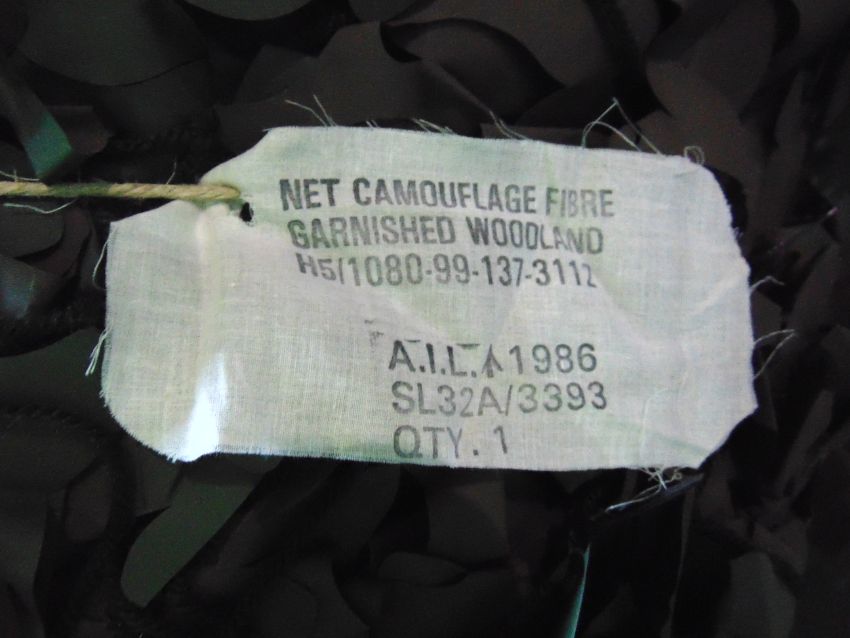 NET CAMOUFLAGE FIBRE
GARNISHED WOODLAND
H5/1080-99-137-3112
A.I.L. 1986
SL32A/3393
QTY. 1